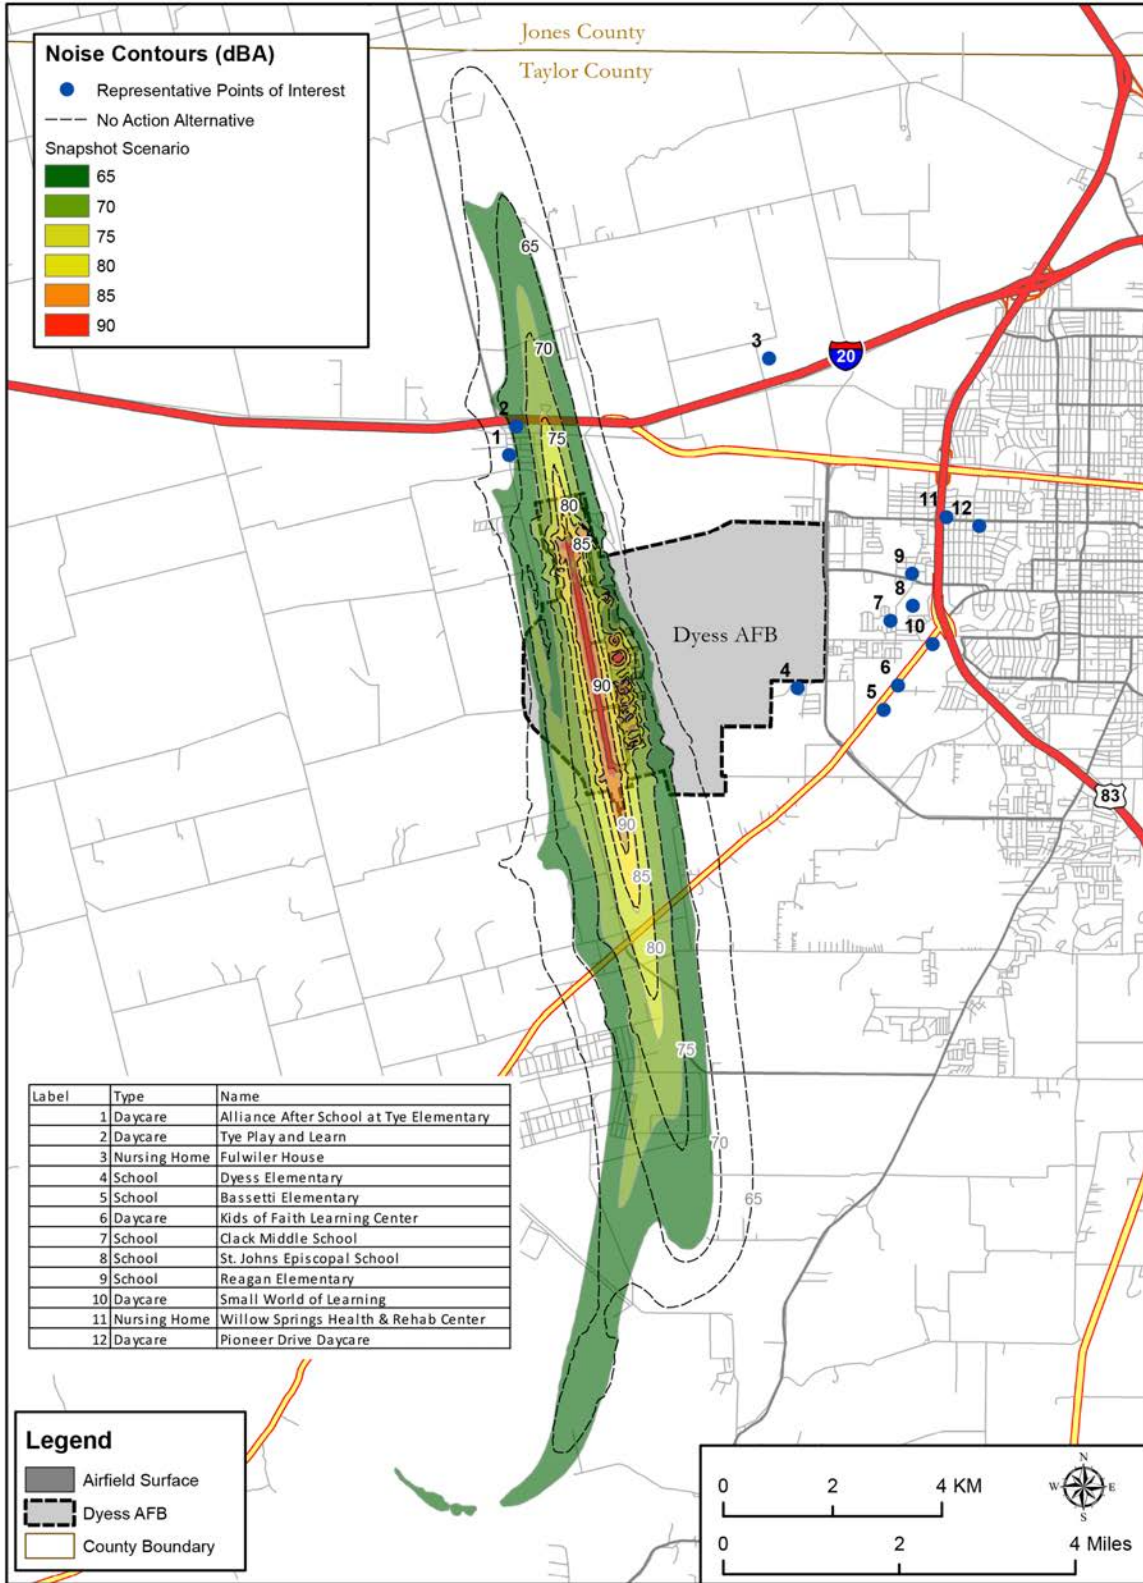 Jones County
Taylor County
Noise Contours (dBA)
Representative Points of Interest
No Action Alternative
Snapshot Scenario
65
70
75
80
85
90
65
70
3
20
2
75
1
80
11 12
85
9
8
7
Dyess AFB
10
4
6
90
5
83
90
85
80
75
70
65
Label Type Name
1 Daycare Alliance After School at Tye Elementary
2 Daycare Tye Play and Learn
3 Nursing Home Fulwiler House
4 School Dyess Elementary
5 School Bassetti Elementary
6 Daycare Kids of Faith Learning Center
7 School Clack Middle School
8 School St. Johns Episcopal School
9 School Reagan Elementary
10 Daycare Small World of Learning
11 Nursing Home Willow Springs Health & Rehab Center
12 Daycare Pioneer Drive Daycare
Legend
Airfield Surface
Dyess AFB
County Boundary
0 2 4 KM
N
W E
S
0 2 4 Miles